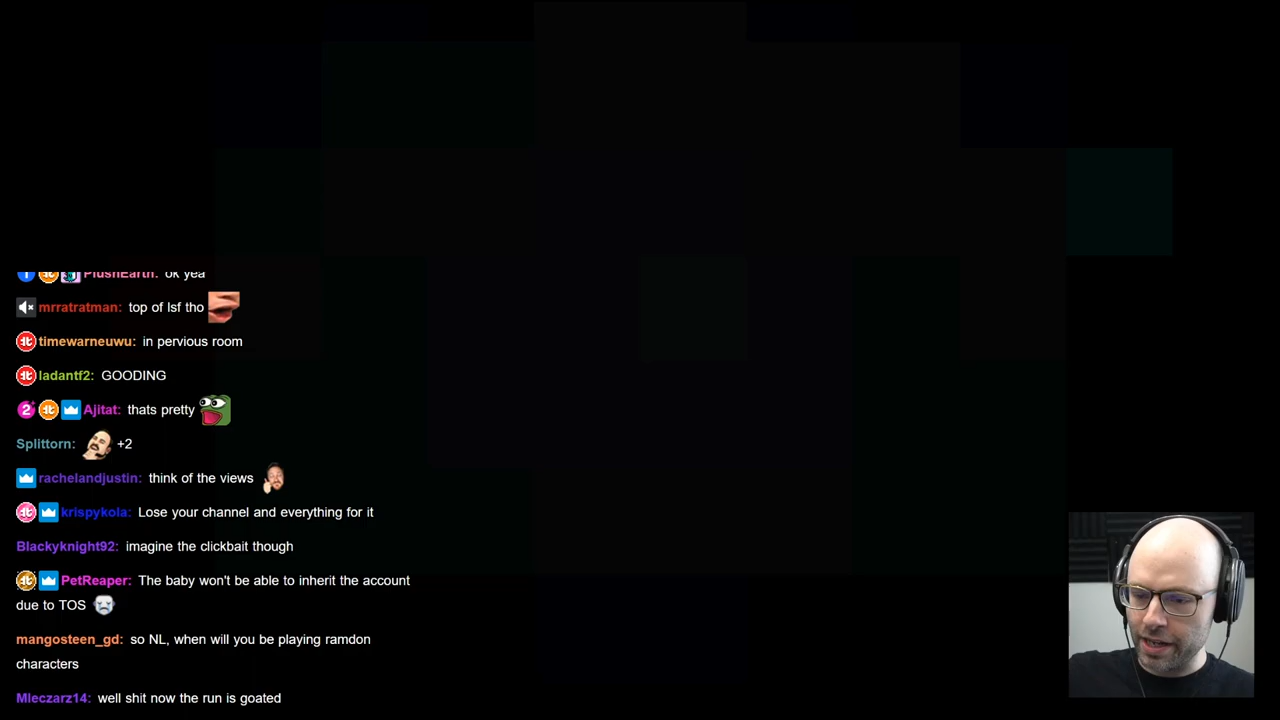 PlushEarth: ok yea
mrratratman: top of lsf tho
timewarneuwu: in pervious room
ladantf2: GOODING
Ajitat: thats pretty
Splittorn: +2
rachelandjustin: think of the views
krispykola: Lose your channel and everything for it
Blackyknight92: imagine the clickbait though
PetReaper: The baby won't be able to inherit the account
due to TOS
mangosteen_gd: so NL, when will you be playing ramdon
characters
Mleczarz14: well shit now the run is goated